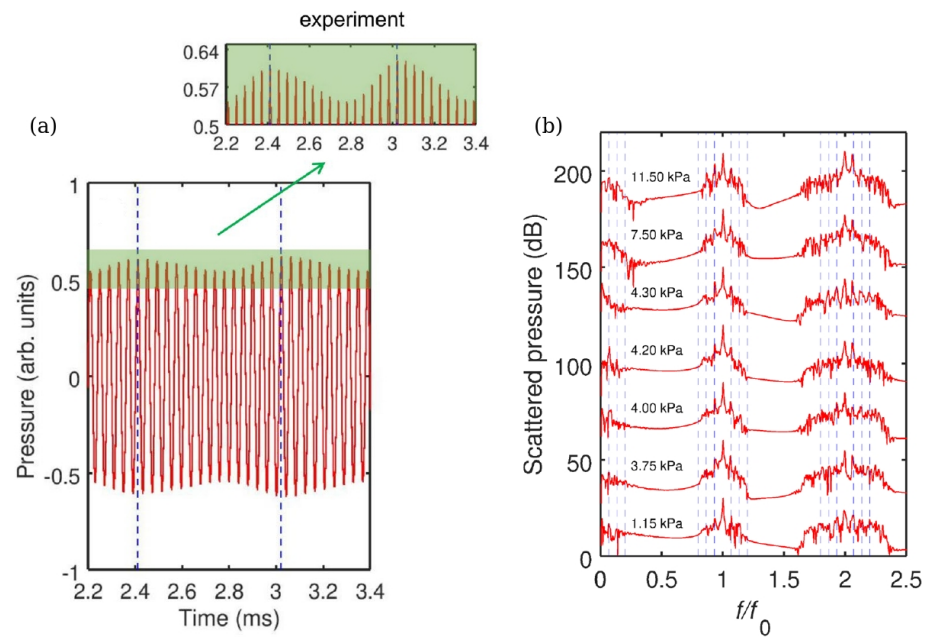 experiment
0.64
0.57
0.5
2.2 2.4 2.6 2.8 3 3.2 3.4
(a)
1
0.5
0
-0.5
-1
Pressure (arb. units)
2.2 2.4 2.6 2.8 3 3.2 3.4
Time (ms)
(b)
200
150
100
50
0
Scattered pressure (dB)
11.50 kPa
7.50 kPa
4.30 kPa
4.20 kPa
4.00 kPa
3.75 kPa
1.15 kPa
0 0.5 1 1.5 2 2.5
f/f0